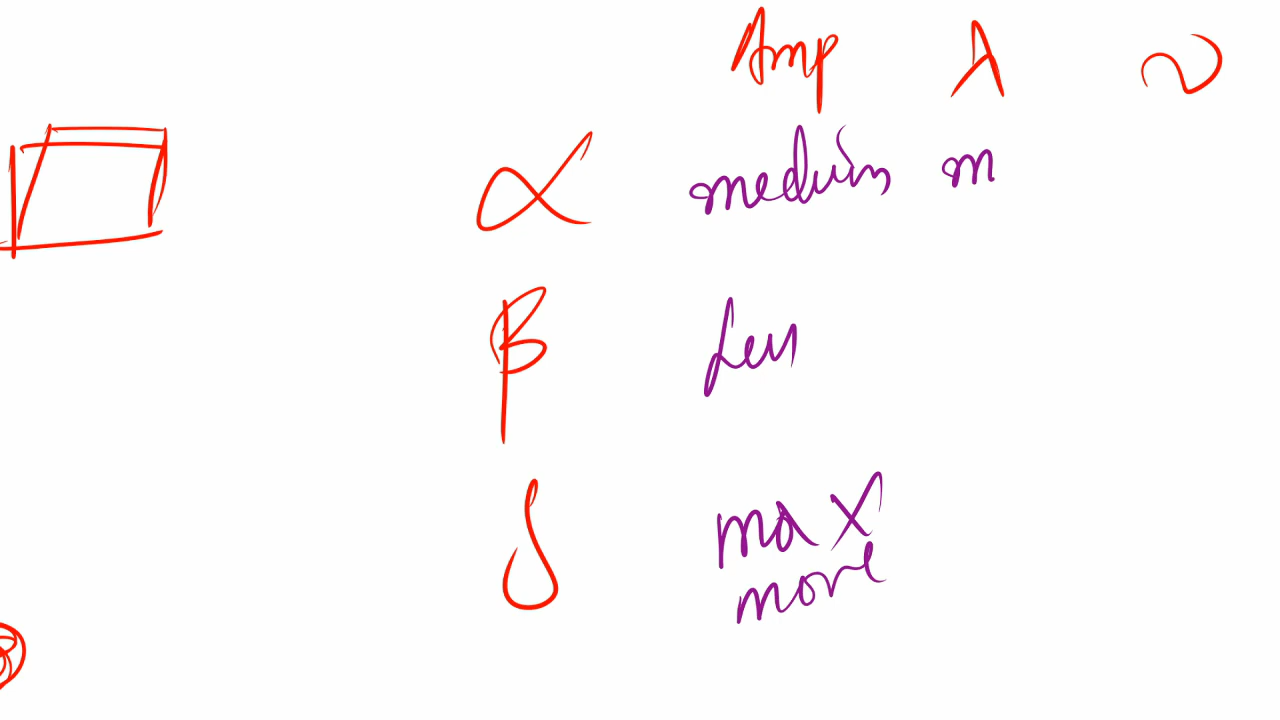 Amp λ ~
α medium m
β Less
δ max
more